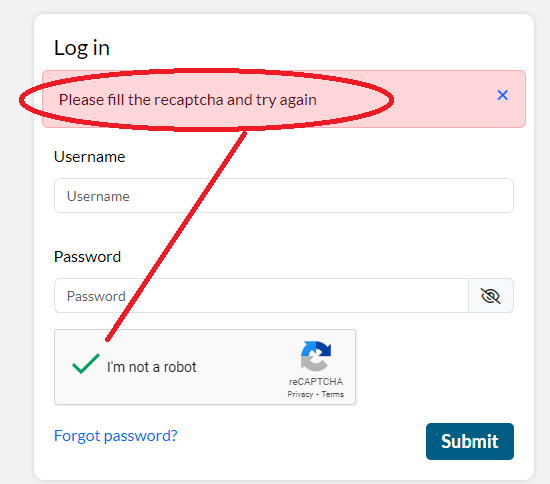 Log in
Please fill the recaptcha and try again
Username
Username
Password
Password
I'm not a robot
reCAPTCHA
Privacy - Terms
Forgot password?
Submit